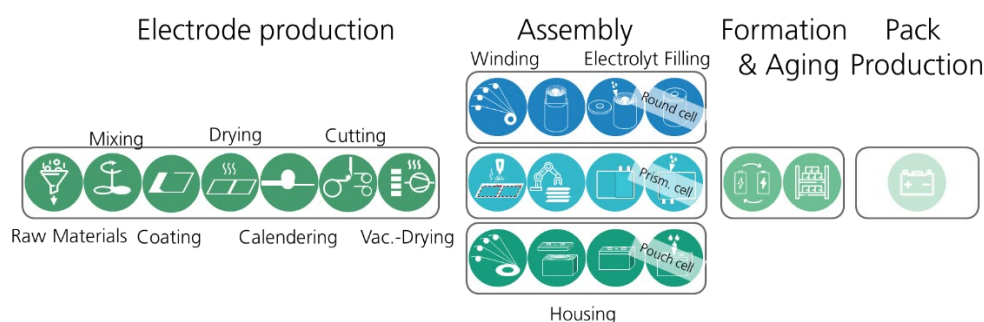 Electrode production
Assembly
Formation
& Aging
Pack
Production
Winding
Electrolyt Filling
Round cell
Mixing
Drying
Cutting
Prism. cell
Raw Materials
Coating
Calendering
Vac.-Drying
Pouch cell
Housing